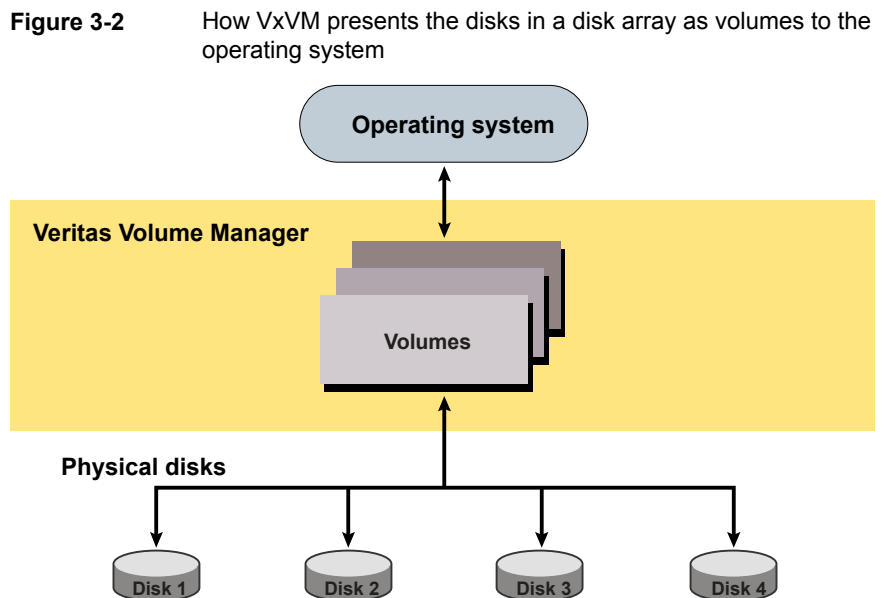 Figure 3-2 How VxVM presents the disks in a disk array as volumes to the
operating system
Operating system
Veritas Volume Manager
Volumes
Physical disks
Disk 1 Disk 2 Disk 3 Disk 4